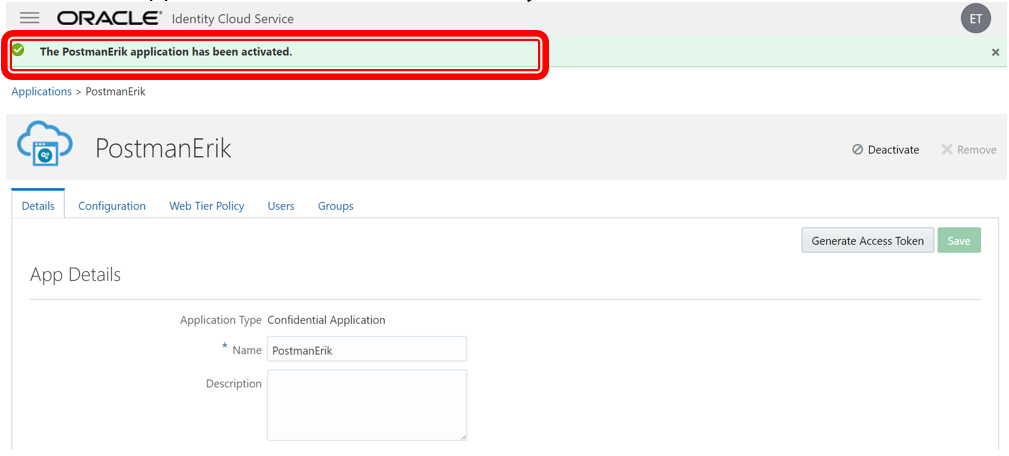 ORACLE® Identity Cloud Service
ET
The PostmanErik application has been activated.
×
Applications > PostmanErik
PostmanErik
Deactivate
Remove
Details
Configuration
Web Tier Policy
Users
Groups
Generate Access Token
Save
App Details
Application Type Confidential Application
* Name PostmanErik
Description